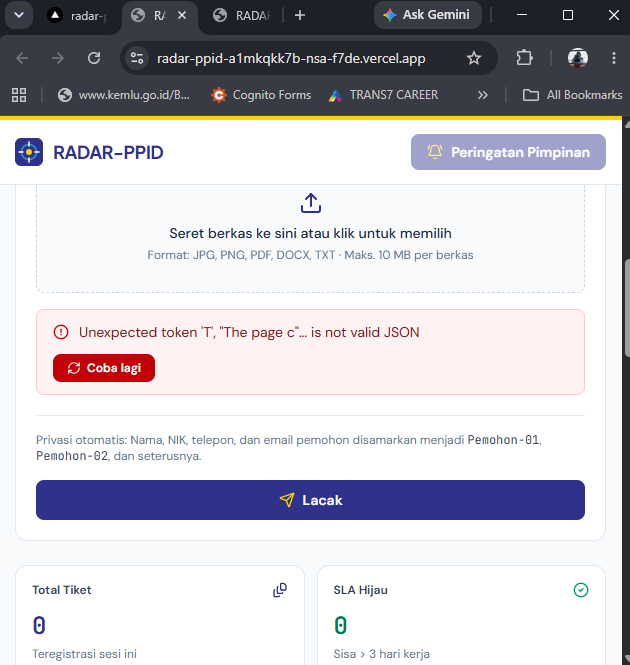 radar-p
RA
RADAR
Ask Gemini
radar-ppid-a1mkqkk7b-nsa-f7de.vercel.app
www.kemlu.go.id/B...
Cognito Forms
TRANS7 CAREER
All Bookmarks
RADAR-PPID
Peringatan Pimpinan
Seret berkas ke sini atau klik untuk memilih
Format: JPG, PNG, PDF, DOCX, TXT · Maks. 10 MB per berkas
Unexpected token 'T', "The page c"... is not valid JSON
Coba lagi
Privasi otomatis: Nama, NIK, telepon, dan email pemohon disamarkan menjadi Pemohon-01,
Pemohon-02, dan seterusnya.
Lacak
Total Tiket
0
Teregistrasi sesi ini
SLA Hijau
0
Sisa > 3 hari kerja